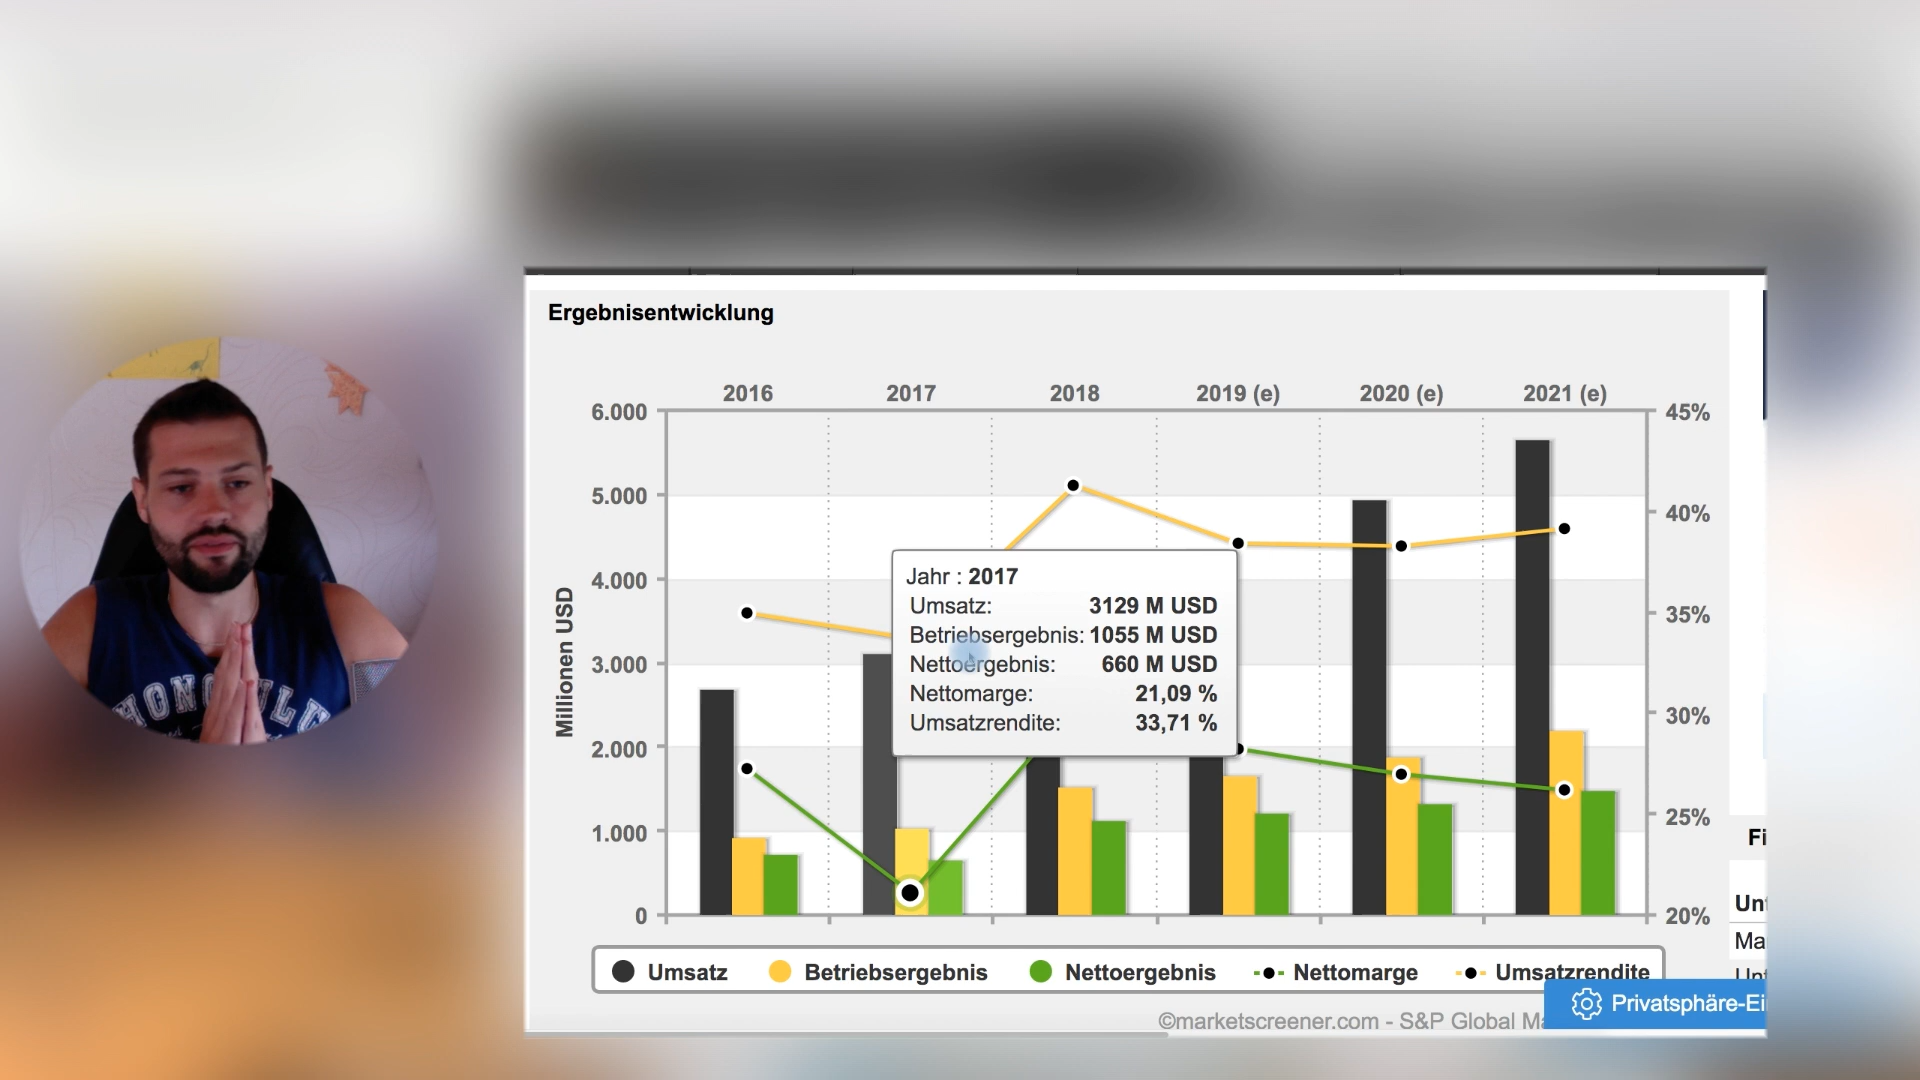 Ergebnisentwicklung
2016 2017 2018 2019 (e) 2020 (e) 2021 (e)
6.000 45%
5.000 40%
4.000 35%
3.000 30%
2.000 25%
1.000 20%
0
Millionen USD
Jahr : 2017
Umsatz: 3129 M USD
Betriebsergebnis: 1055 M USD
Nettoergebnis: 660 M USD
Nettomarge: 21,09 %
Umsatzrendite: 33,71 %
Umsatz Betriebsergebnis Nettoergebnis Nettomarge Umsatzrendite
©marketscreener.com - S&P Global
Privatsphäre-Ei
Fi
Ma
HONOLULU